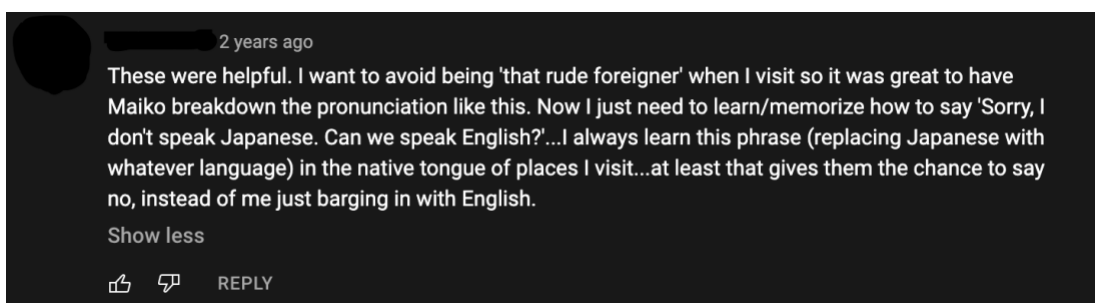 2 years ago
These were helpful. I want to avoid being 'that rude foreigner' when I visit so it was great to have
Maiko breakdown the pronunciation like this. Now I just need to learn/memorize how to say 'Sorry, I
don't speak Japanese. Can we speak English?'...I always learn this phrase (replacing Japanese with
whatever language) in the native tongue of places I visit...at least that gives them the chance to say
no, instead of me just barging in with English.
Show less
REPLY